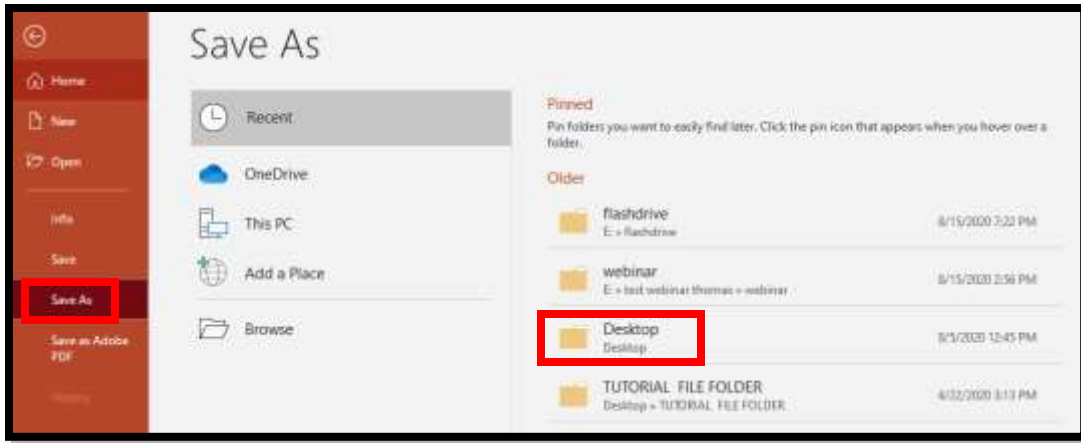 Save As
Home
New
Open
Info
Save
Save As
Save as Adobe
PDF
Recent
OneDrive
This PC
Add a Place
Browse
Pinned
Pin folders you want to easily find later. Click the pin icon that appears when you hover over a
folder.
Older
flashdrive
E: » flashdrive
8/15/2020 7:22 PM
webinar
E: » test webinar thomas » webinar
8/15/2020 2:56 PM
Desktop
Desktop
8/5/2020 12:45 PM
TUTORIAL FILE FOLDER
Desktop » TUTORIAL FILE FOLDER
4/22/2020 3:13 PM